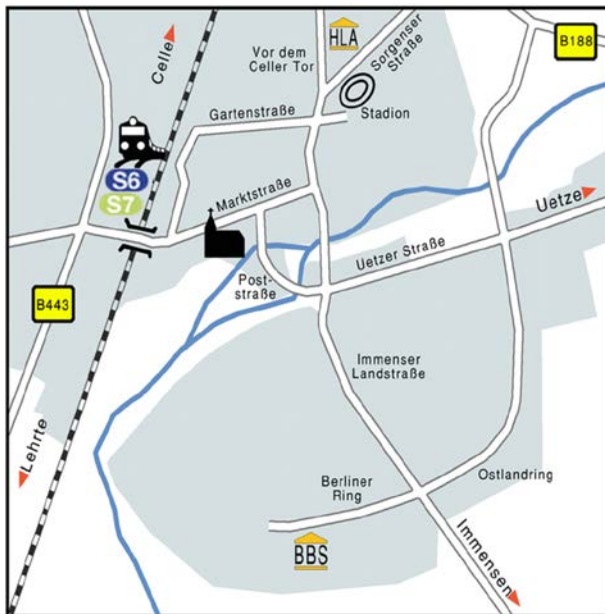 HLA
B188
Celle
Vor dem
Celler Tor
Sorgenser
Straße
Gartenstraße
Stadion
S6
S7
Marktstraße
Uetze
Uetzer Straße
Post-
straße
B443
Immenser
Landstraße
Lehrte
Berliner
Ring
Ostlandring
BBS
Immensen